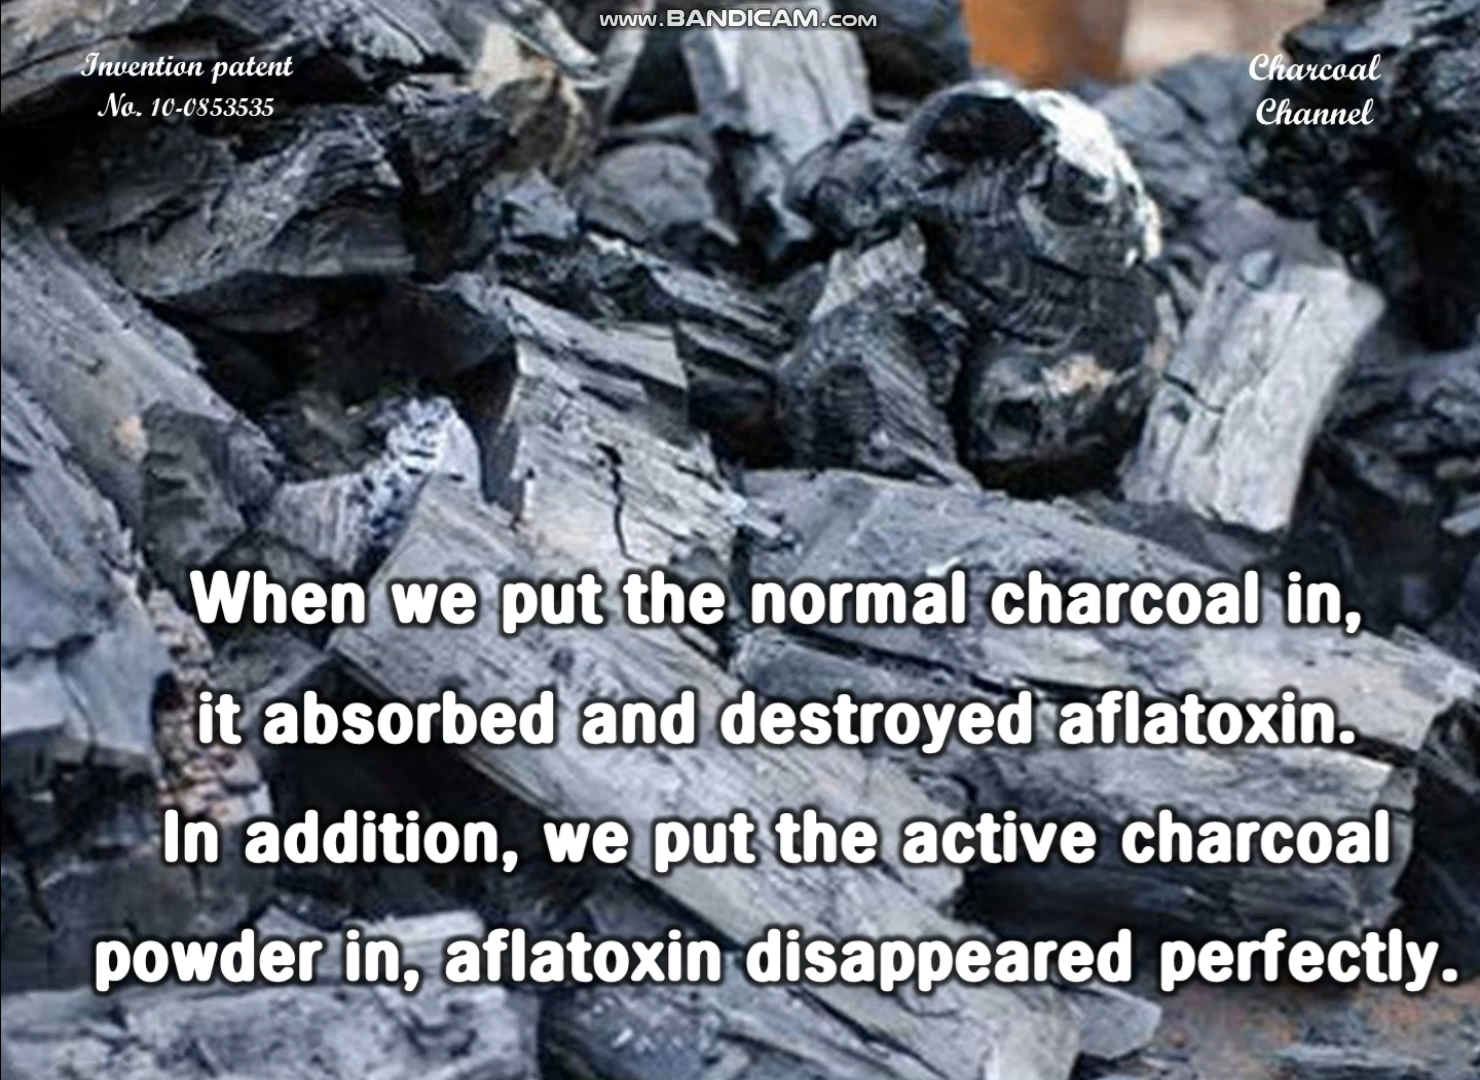 www.BANDICAM.com
Invention patent
No. 10-0853535
Charcoal
Channel
When we put the normal charcoal in,
it absorbed and destroyed aflatoxin.
In addition, we put the active charcoal
powder in, aflatoxin disappeared perfectly.